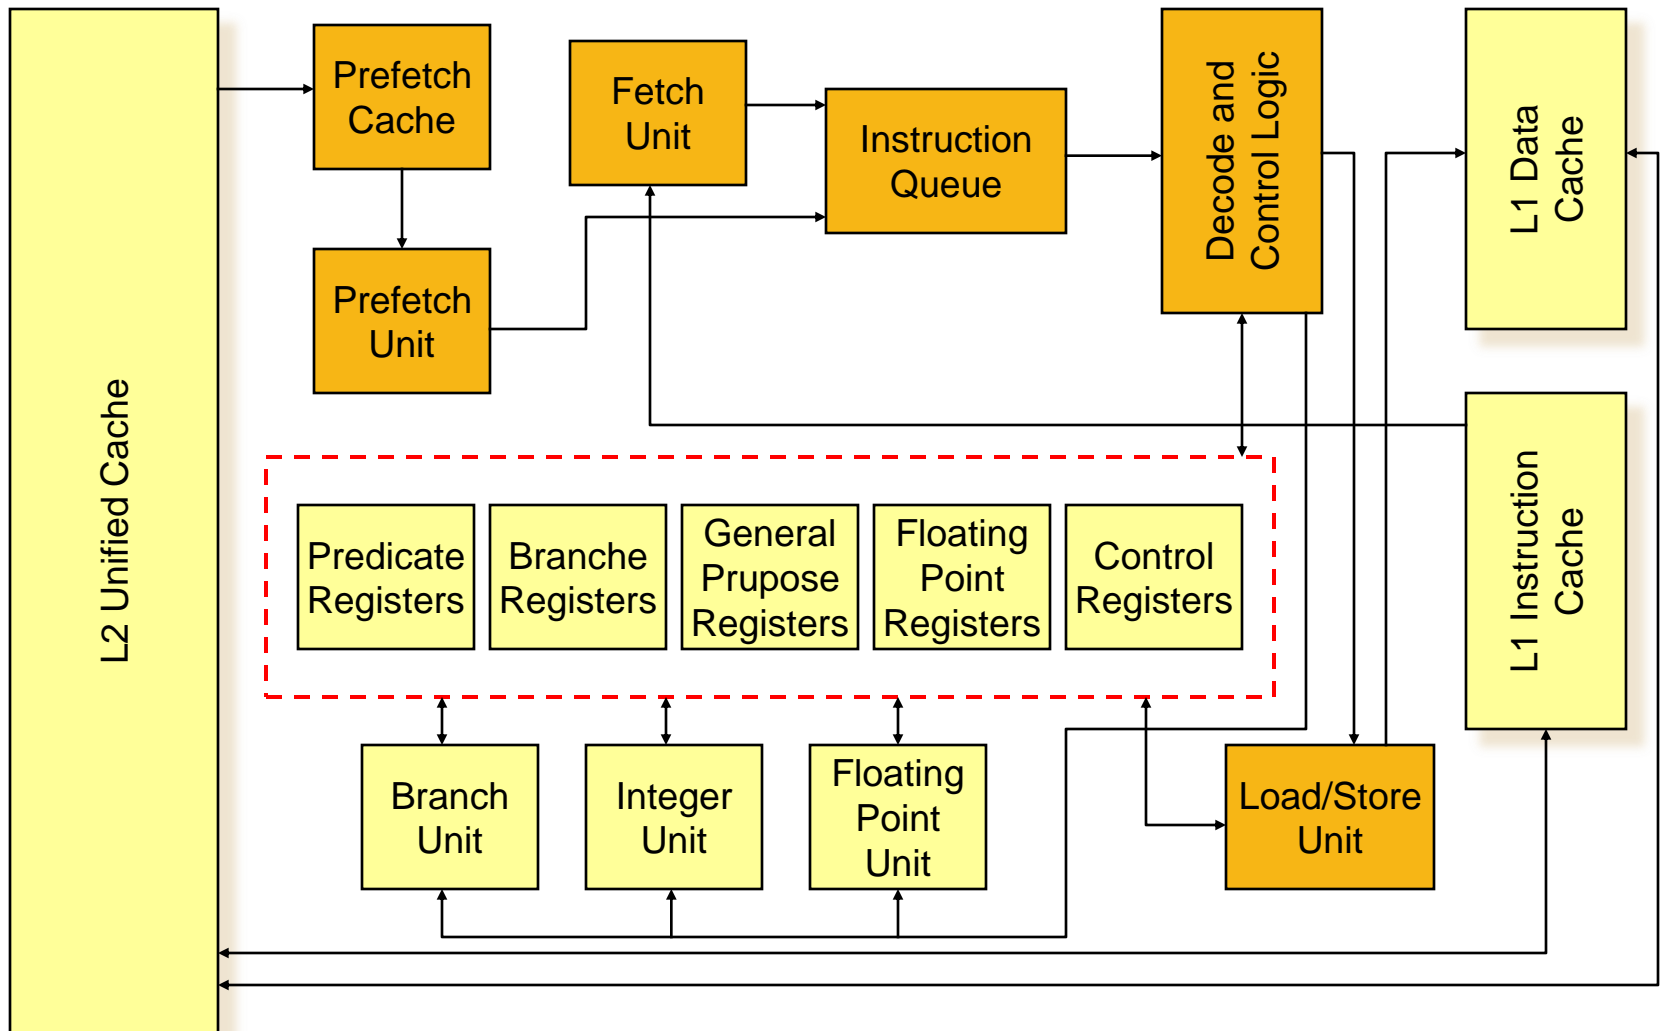 Prefetch
Cache
Fetch
Unit
Instruction
Queue
Decode and
Control Logic
L1 Data
Cache
Prefetch
Unit
L2 Unified Cache
L1 Instruction
Cache
Predicate
Registers
Branche
Registers
General
Prupose
Registers
Floating
Point
Registers
Control
Registers
Branch
Unit
Integer
Unit
Floating
Point
Unit
Load/Store
Unit